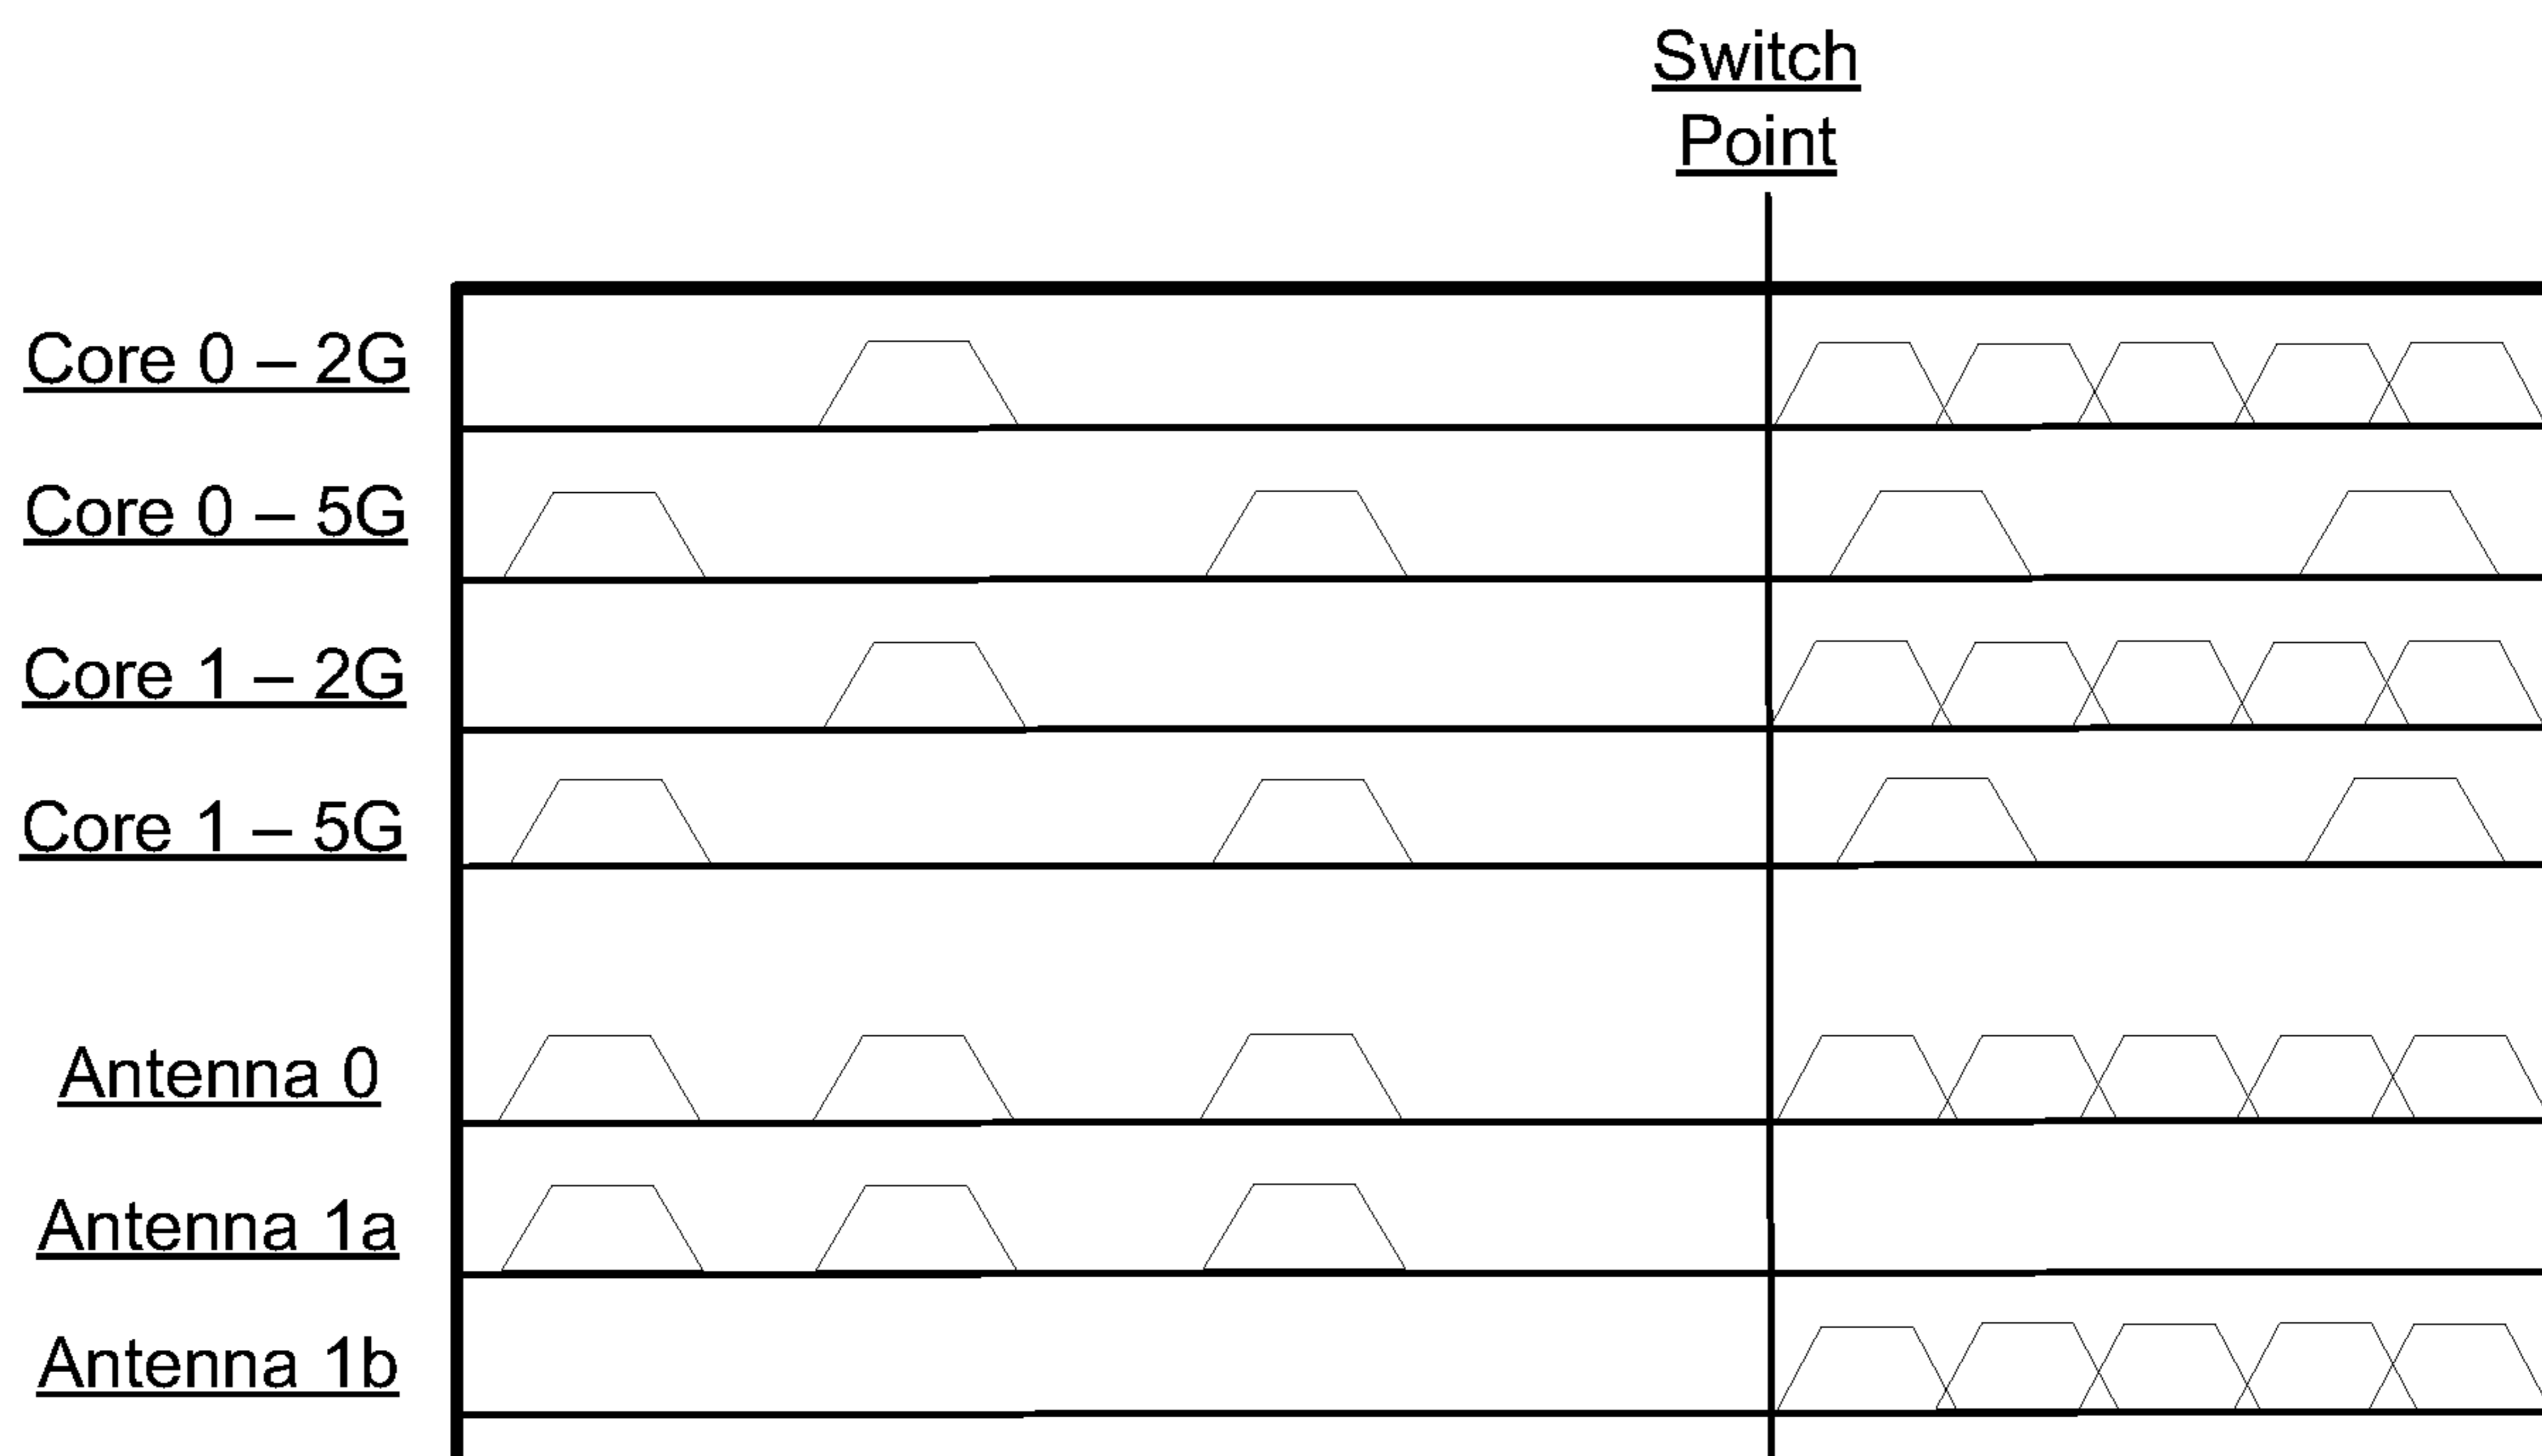 Switch
Point
Core 0 – 2G
Core 0 – 5G
Core 1 – 2G
Core 1 – 5G
Antenna 0
Antenna 1a
Antenna 1b